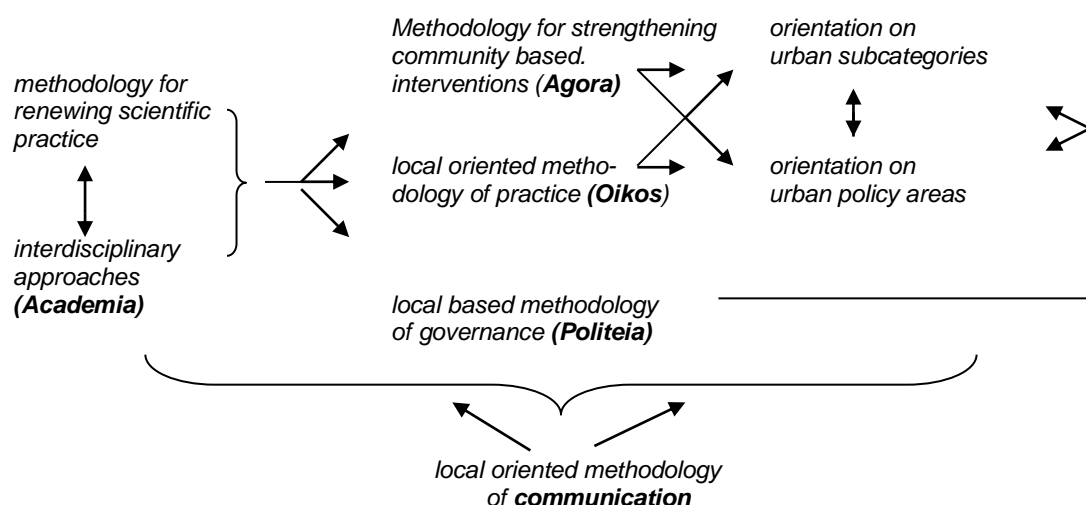 methodology for
renewing scientific
practice
interdisciplinary
approaches
(Academia)
Methodology for strengthening
community based.
interventions (Agora)
local oriented metho-
dology of practice (Oikos)
local based methodology
of governance (Politeia)
orientation on
urban subcategories
orientation on
urban policy areas
local oriented methodology
of communication